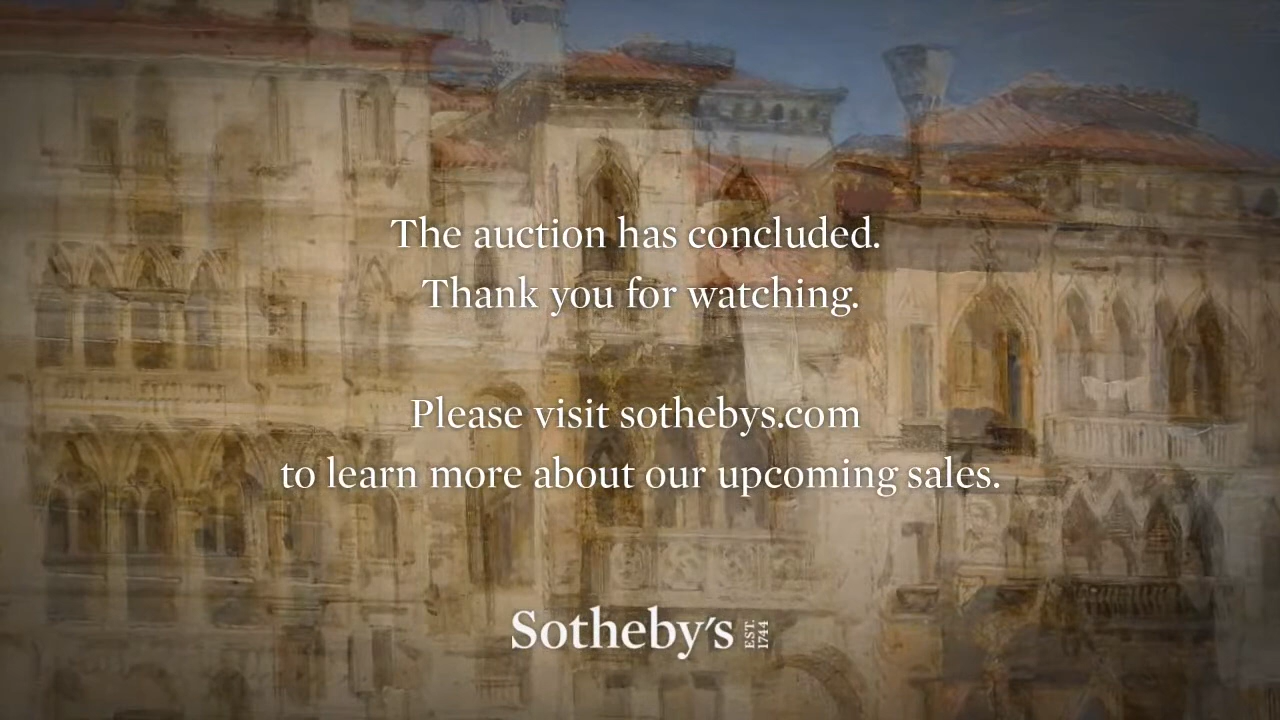 The auction has concluded.
Thank you for watching.
Please visit sothebys.com
to learn more about our upcoming sales.
Sotheby's EST. 1744